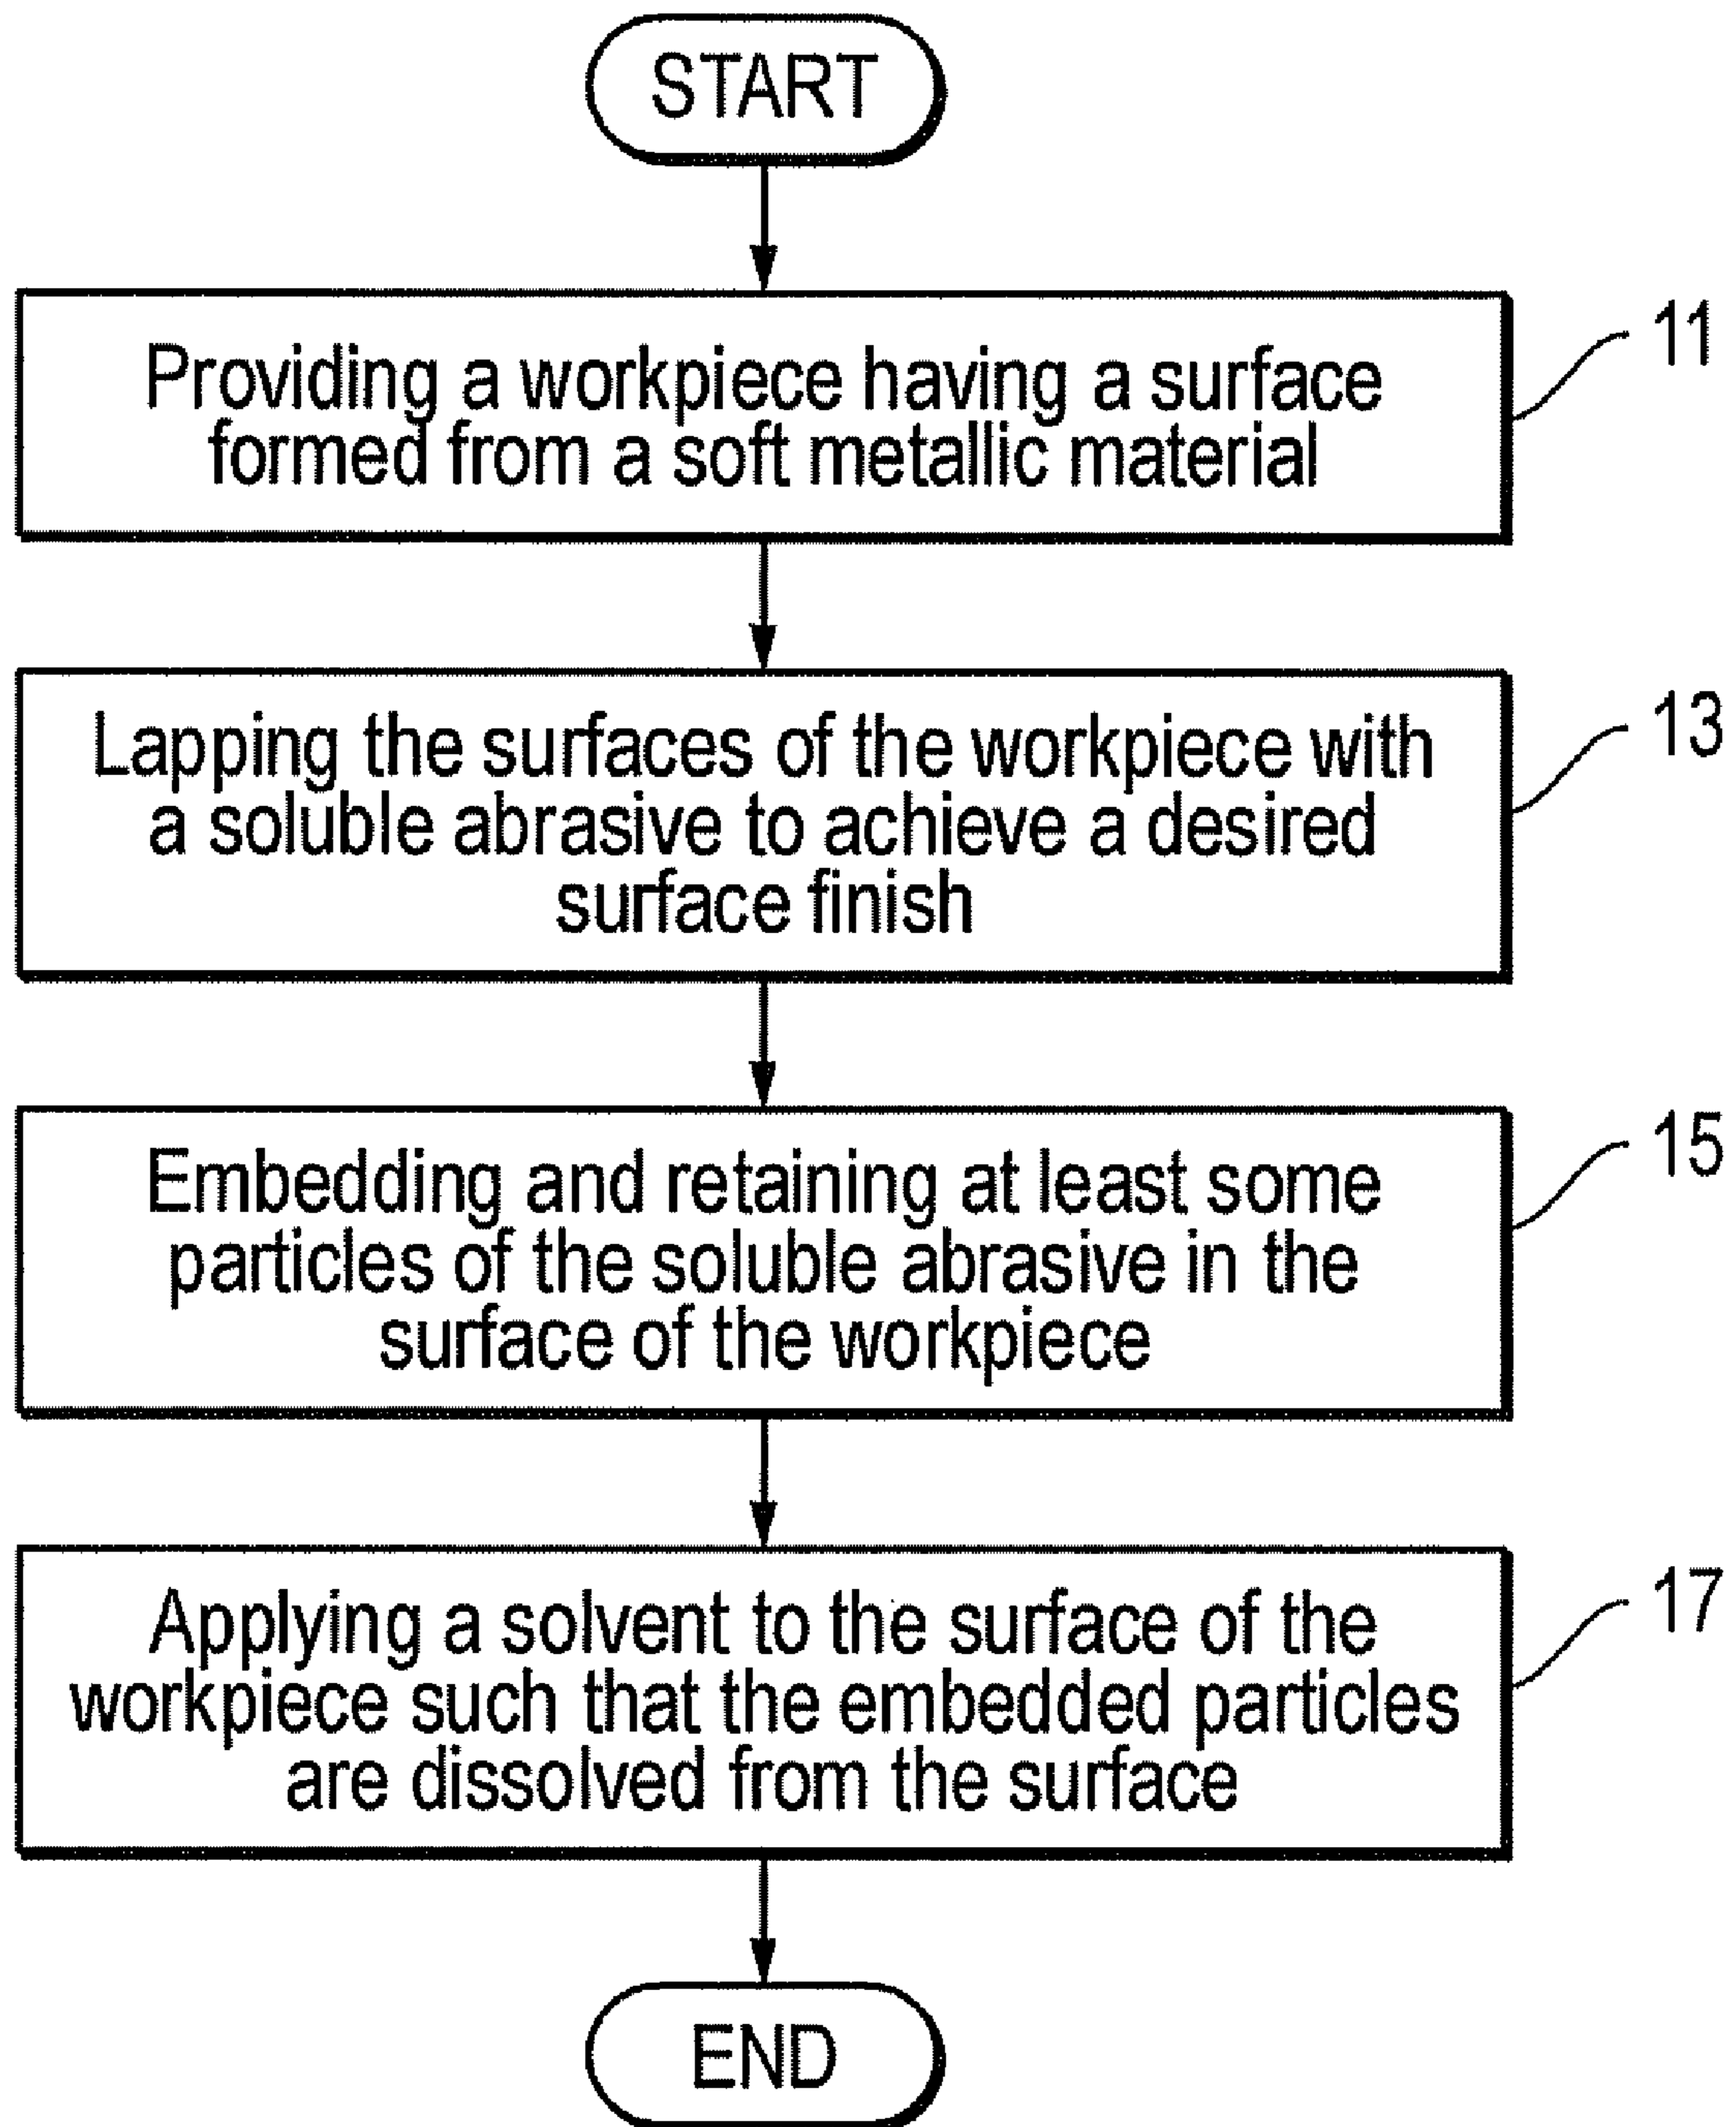 START
Providing a workpiece having a surface
formed from a soft metallic material
11
Lapping the surfaces of the workpiece with
a soluble abrasive to achieve a desired
surface finish
13
Embedding and retaining at least some
particles of the soluble abrasive in the
surface of the workpiece
15
Applying a solvent to the surface of the
workpiece such that the embedded particles
are dissolved from the surface
17
END